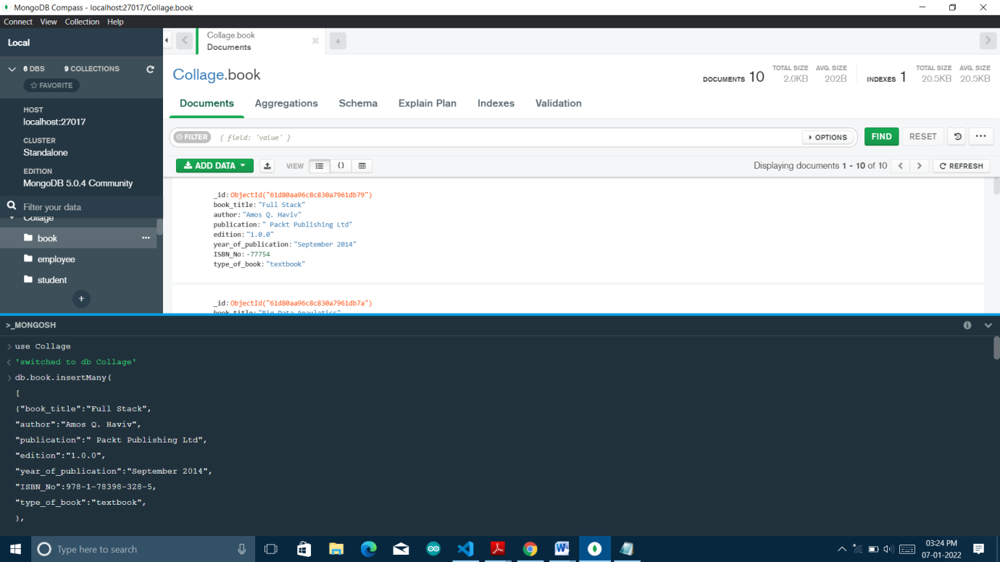 MongoDB Compass - localhost:27017/Collage.book
Connect View Collection Help
Local
6 DBS 9 COLLECTIONS
☆ FAVORITE
HOST
localhost:27017
CLUSTER
Standalone
EDITION
MongoDB 5.0.4 Community
Filter your data
Collage
book
employee
student
+
Collage.book
Documents
+
Collage.book
DOCUMENTS 10 TOTAL SIZE 2.0KB AVG. SIZE 202B INDEXES 1 TOTAL SIZE 20.5KB AVG. SIZE 20.5KB
Documents Aggregations Schema Explain Plan Indexes Validation
FILTER { field: 'value' } OPTIONS FIND RESET
ADD DATA VIEW {} Displaying documents 1 - 10 of 10 < > REFRESH
_id:ObjectId("61d80aa96c8c830a7961db79")
book_title:"Full Stack"
author:"Amos Q. Haviv"
publication:" Packt Publishing Ltd"
edition:"1.0.0"
year_of_publication:"September 2014"
ISBN_No:-77754
type_of_book:"textbook"
_id:ObjectId("61d80aa96c8c830a7961db7a")
book_title:"Big Data Anaylatics"
>_MONGOSH
> use Collage
< 'switched to db Collage'
> db.book.insertMany(
[
{"book_title":"Full Stack",
"author":"Amos Q. Haviv",
"publication":" Packt Publishing Ltd",
"edition":"1.0.0",
"year_of_publication":"September 2014",
"ISBN_No":978-1-78398-328-5,
"type_of_book":"textbook",
},
Type here to search
03:24 PM
07-01-2022